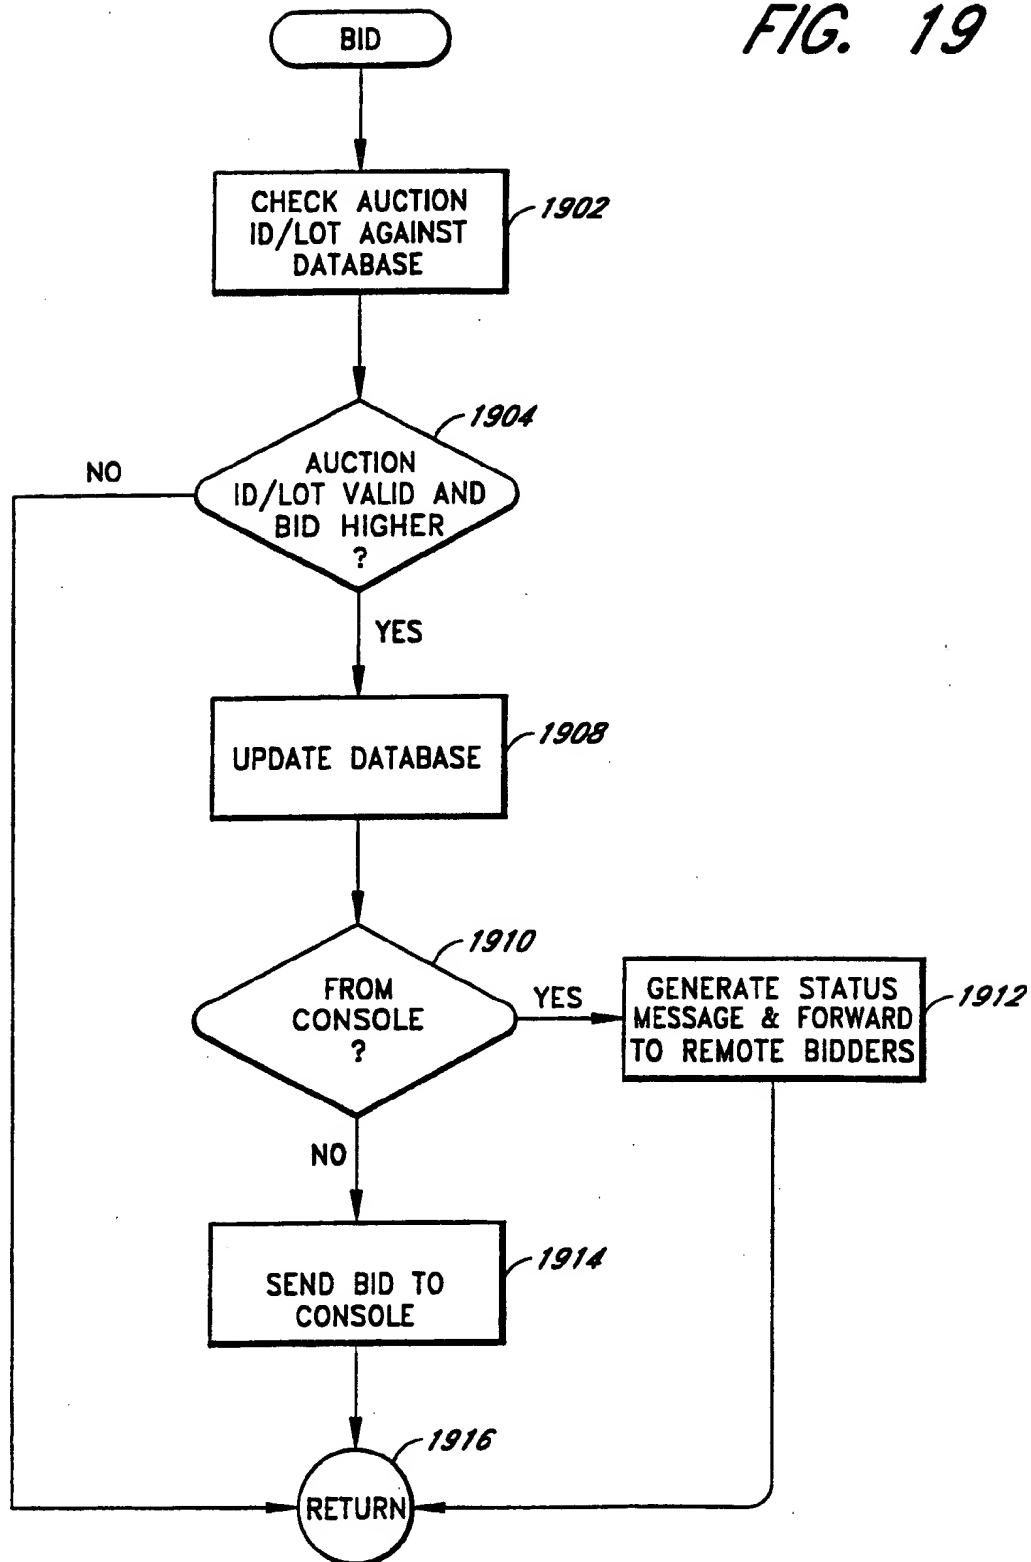 FIG. 19
BID
CHECK AUCTION
ID/LOT AGAINST
DATABASE
1902
1904
AUCTION
ID/LOT VALID AND
BID HIGHER
?
NO
YES
UPDATE DATABASE
1908
1910
FROM
CONSOLE
?
YES
GENERATE STATUS
MESSAGE & FORWARD
TO REMOTE BIDDERS
1912
NO
SEND BID TO
CONSOLE
1914
1916
RETURN